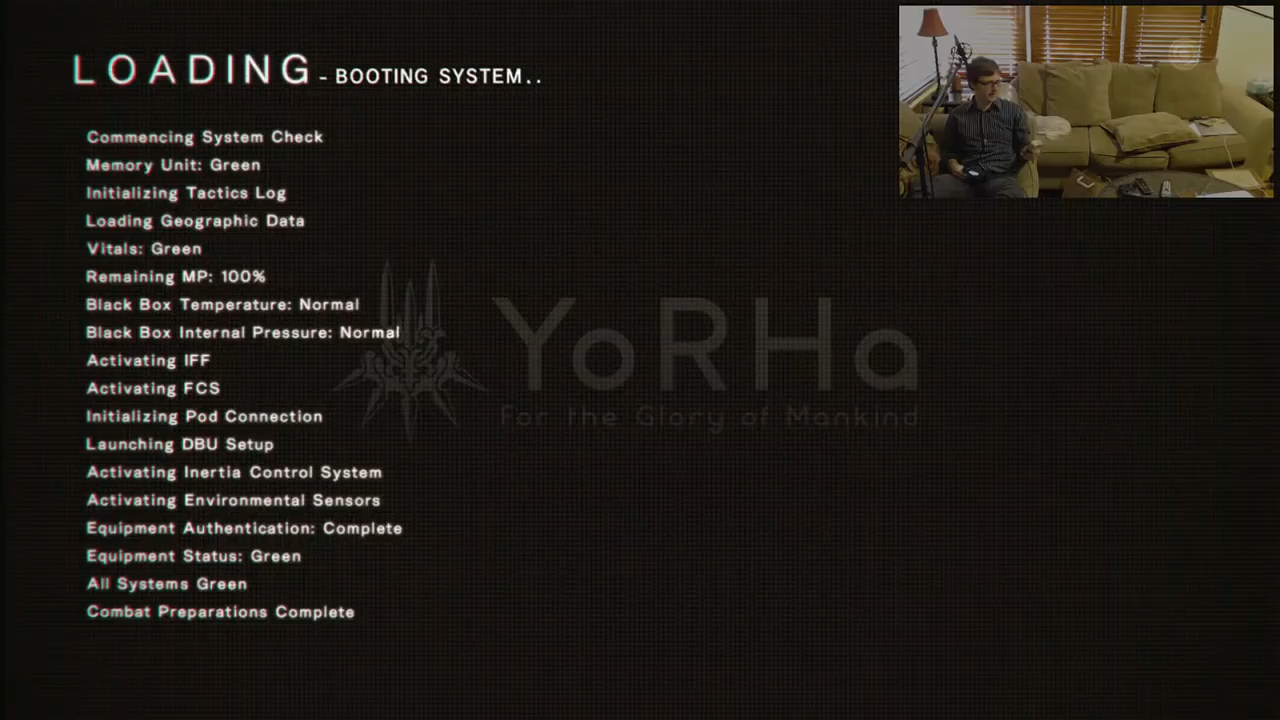 LOADING - BOOTING SYSTEM..
Commencing System Check
Memory Unit: Green
Initializing Tactics Log
Loading Geographic Data
Vitals: Green
Remaining MP: 100%
Black Box Temperature: Normal
Black Box Internal Pressure: Normal
Activating IFF
Activating FCS
Initializing Pod Connection
Launching DBU Setup
Activating Inertia Control System
Activating Environmental Sensors
Equipment Authentication: Complete
Equipment Status: Green
All Systems Green
Combat Preparations Complete
YoRHa
For the Glory of Mankind